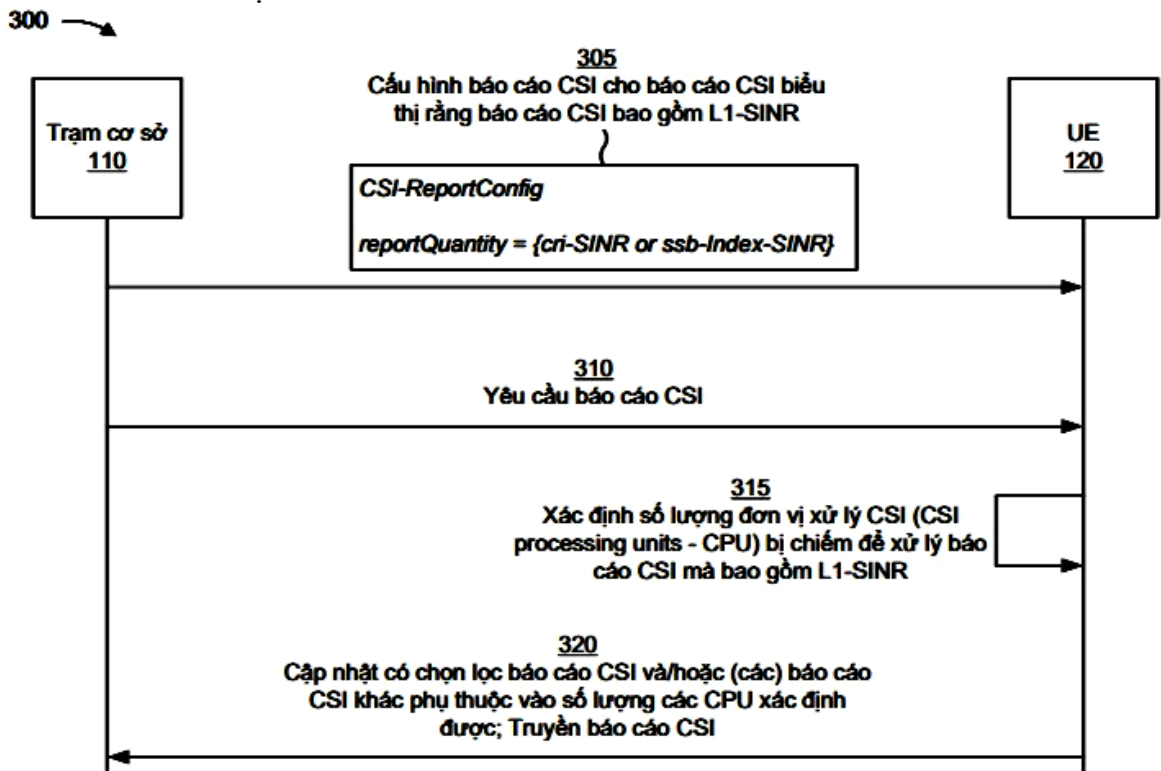 300
305
Cấu hình báo cáo CSI cho báo cáo CSI biểu
thị rằng báo cáo CSI bao gồm L1-SINR
Trạm cơ sở
110
UE
120
CSI-ReportConfig
reportQuantity = {cri-SINR or ssb-Index-SINR}
310
Yêu cầu báo cáo CSI
315
Xác định số lượng đơn vị xử lý CSI (CSI
processing units - CPU) bị chiếm để xử lý báo
cáo CSI mà bao gồm L1-SINR
320
Cập nhật có chọn lọc báo cáo CSI và/hoặc (các) báo cáo
CSI khác phụ thuộc vào số lượng các CPU xác định
được; Truyền báo cáo CSI